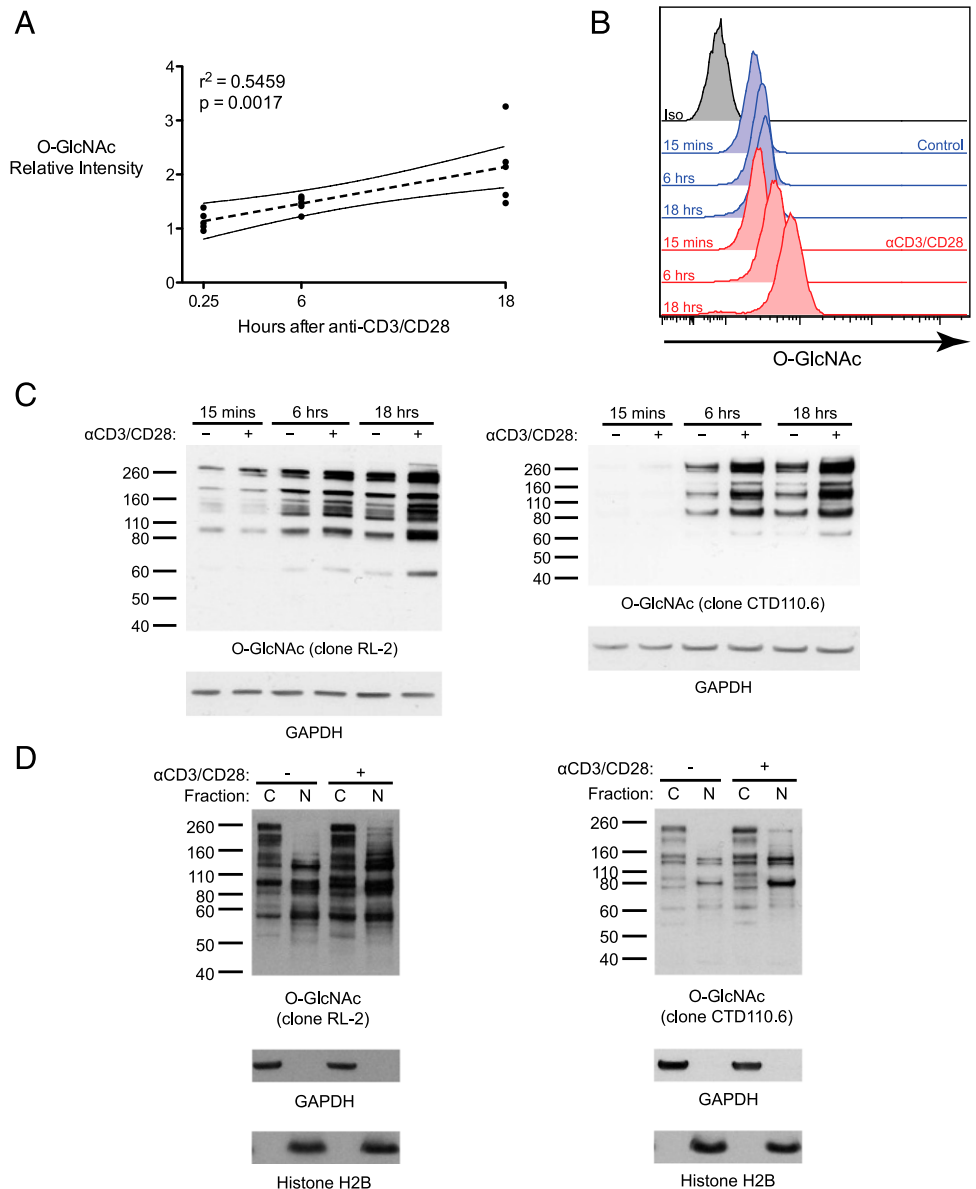 A
r² = 0.5459
p = 0.0017
O-GlcNAc
Relative Intensity
4
3
2
1
0
0.25
6
18
Hours after anti-CD3/CD28
B
Iso
15 mins
Control
6 hrs
18 hrs
15 mins
αCD3/CD28
6 hrs
18 hrs
O-GlcNAc
C
15 mins 6 hrs 18 hrs
αCD3/CD28: – + – + – +
260
160
110
80
60
50
40
O-GlcNAc (clone RL-2)
GAPDH
15 mins 6 hrs 18 hrs
αCD3/CD28: – + – + – +
260
160
110
80
60
50
40
O-GlcNAc (clone CTD110.6)
GAPDH
D
αCD3/CD28: - +
Fraction: C N C N
260
160
110
80
60
50
40
O-GlcNAc
(clone RL-2)
GAPDH
Histone H2B
αCD3/CD28: - +
Fraction: C N C N
260
160
110
80
60
50
40
O-GlcNAc
(clone CTD110.6)
GAPDH
Histone H2B